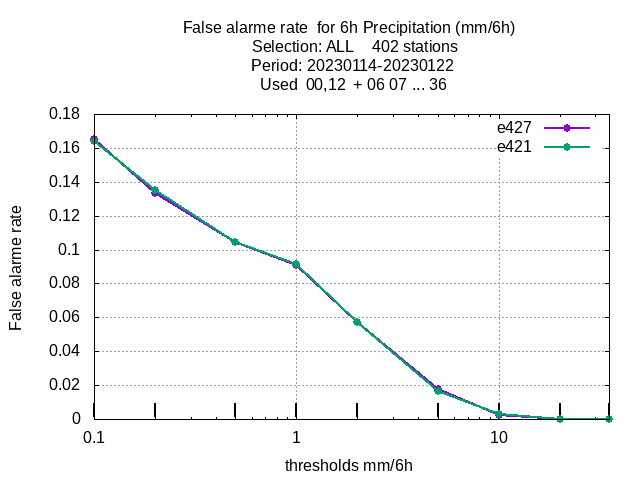 False alarme rate  for 6h Precipitation (mm/6h)
Selection: ALL    402 stations
Period: 20230114-20230122
Used  00,12  + 06 07 ... 36
0.18
0.16
0.14
0.12
0.1
0.08
0.06
0.04
0.02
0
False alarme rate
e427
e421
0.1
1
10
thresholds mm/6h